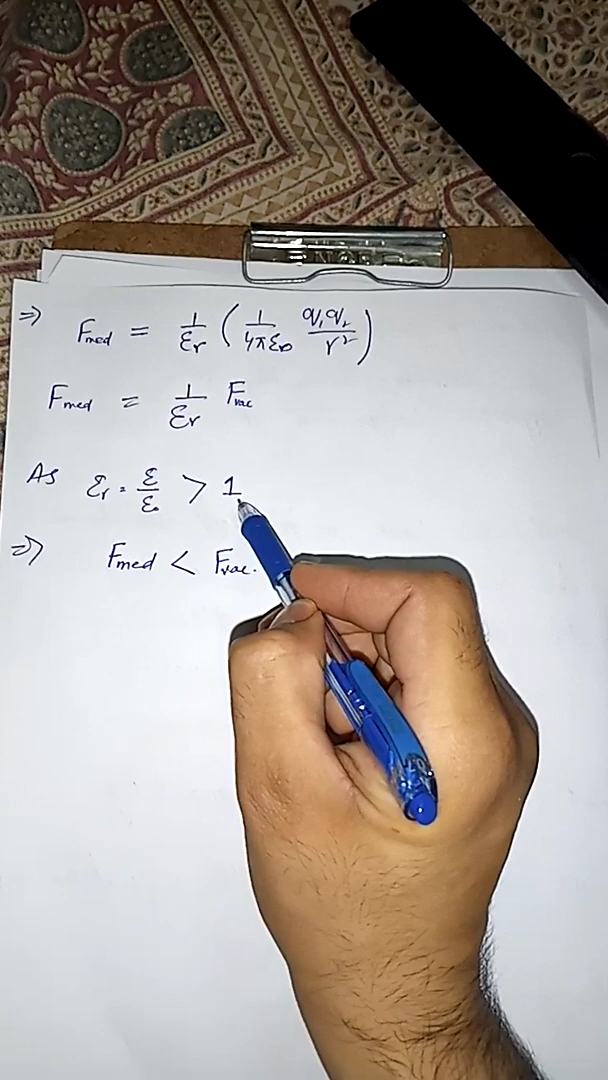 ⇒ Fmed = 1/εr ( 1/4πε0 q1q2/r² )
Fmed = 1/εr Fvac
As εr = ε/ε0 > 1
⇒ Fmed < Fvac.